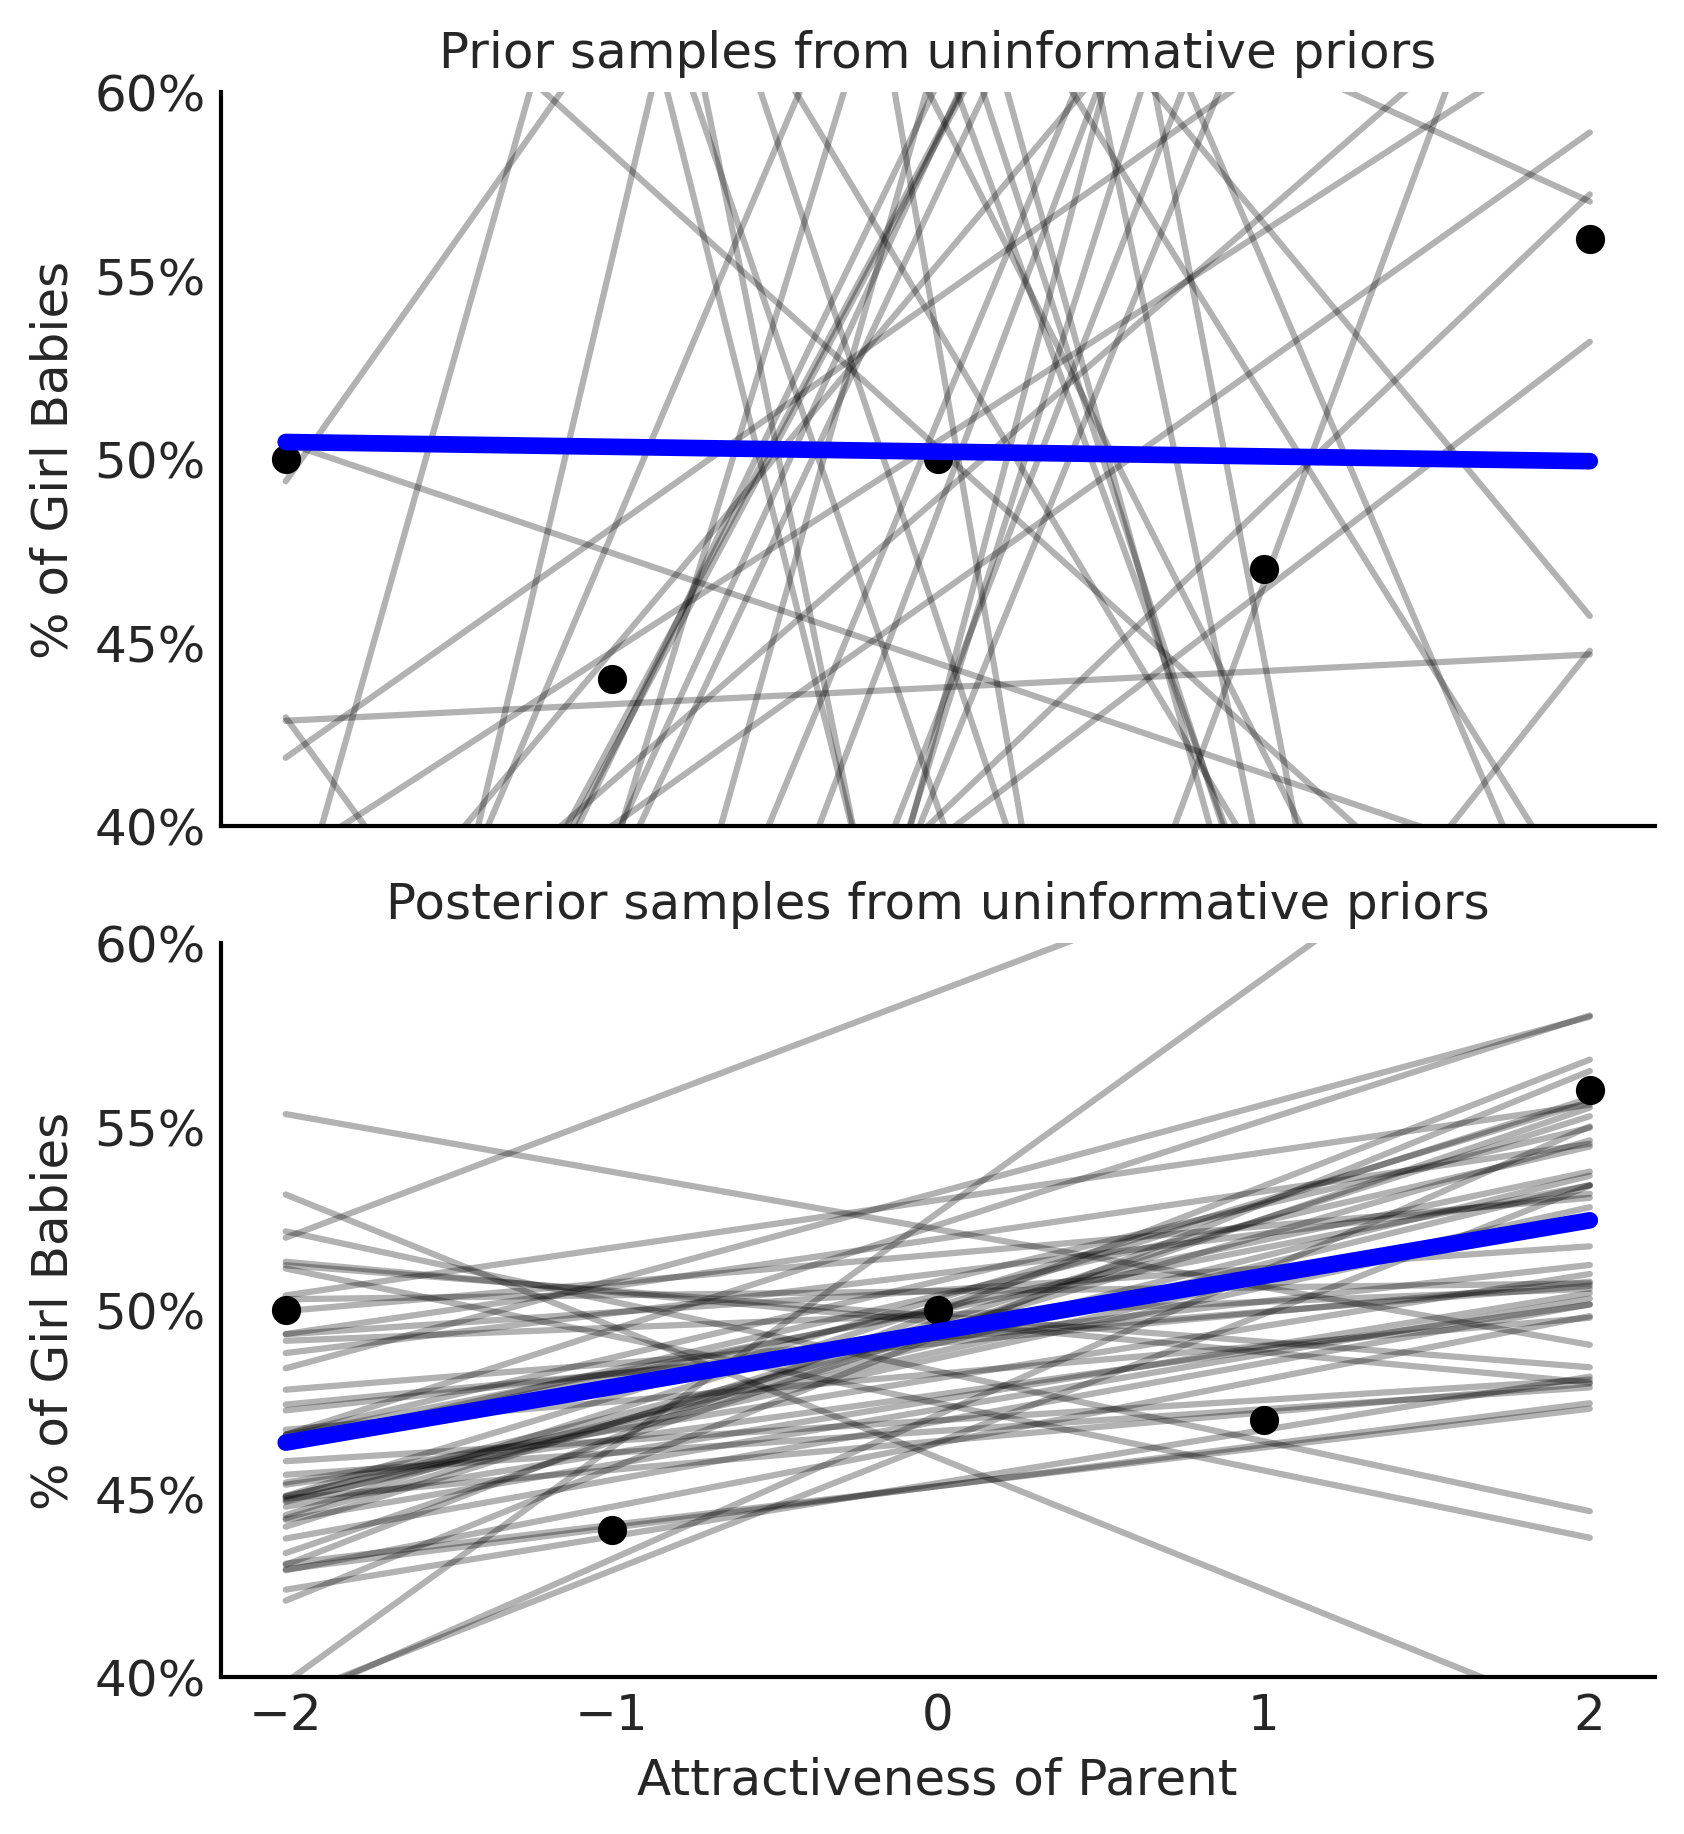 Prior samples from uninformative priors
60%
55%
50%
45%
40%
% of Girl Babies
Posterior samples from uninformative priors
60%
55%
50%
45%
40%
% of Girl Babies
−2 −1 0 1 2
Attractiveness of Parent